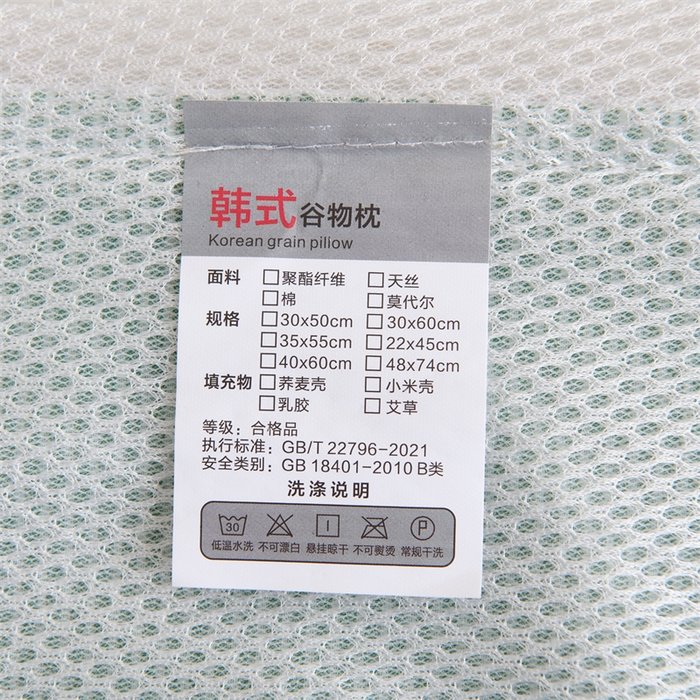 韩式谷物枕
Korean grain pillow
面料 □聚酯纤维 □天丝
□棉 □莫代尔
规格 □30x50cm □30x60cm
□35x55cm □22x45cm
□40x60cm □48x74cm
填充物 □荞麦壳 □小米壳
□乳胶 □艾草
等级：合格品
执行标准：GB/T 22796-2021
安全类别：GB 18401-2010 B类
洗涤说明
30 P
低温水洗 不可漂白 悬挂晾干 不可熨烫 常规干洗